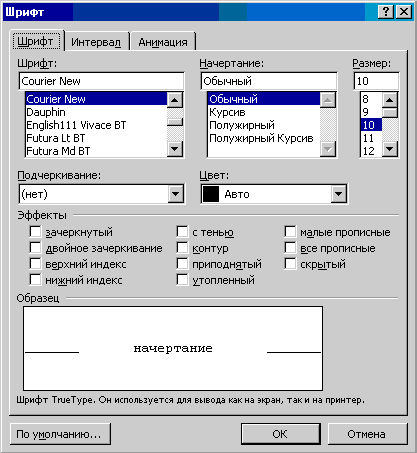 Шрифт
Шрифт Интервал Анимация
Шрифт: Начертание: Размер:
Courier New Обычный 10
Courier New Обычный 8
Dauphin Курсив 9
English111 Vivace BT Полужирный 10
Futura Lt BT Полужирный Курсив 11
Futura Md BT 12
Подчеркивание: Цвет:
(нет) Авто
Эффекты
зачеркнутый с тенью малые прописные
двойное зачеркивание контур все прописные
верхний индекс приподнятый скрытый
нижний индекс утопленный
Образец
начертание
Шрифт TrueType. Он используется для вывода как на экран, так и на принтер.
По умолчанию... ОК Отмена